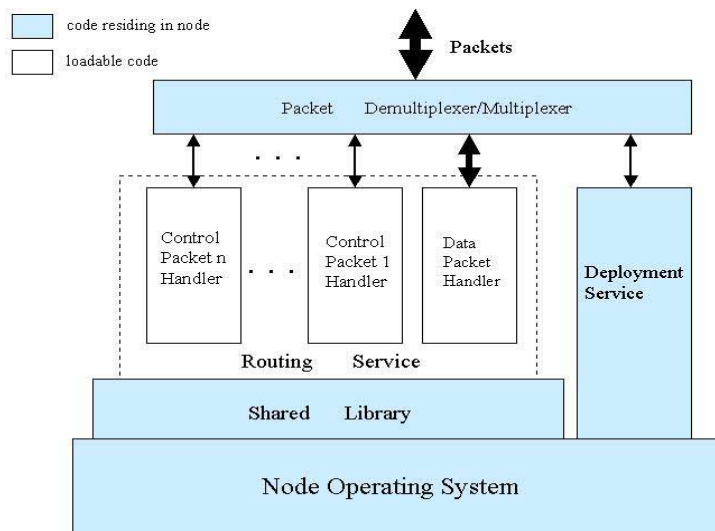 code residing in node
loadable code
Packets
Packet Demultiplexer/Multiplexer
. . .
Control
Packet n
Handler
. . .
Control
Packet 1
Handler
Data
Packet
Handler
Deployment
Service
Routing Service
Shared Library
Node Operating System